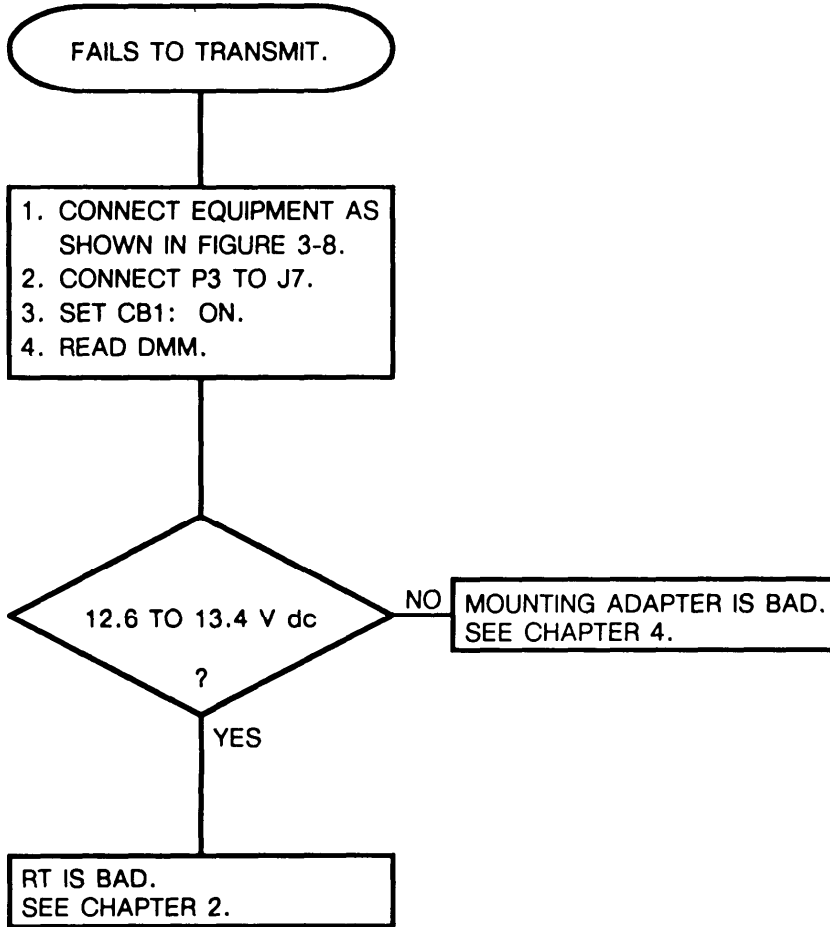 FAILS TO TRANSMIT.
1. CONNECT EQUIPMENT AS
SHOWN IN FIGURE 3-8.
2. CONNECT P3 TO J7.
3. SET CB1: ON.
4. READ DMM.
12.6 TO 13.4 V dc
?
NO
MOUNTING ADAPTER IS BAD.
SEE CHAPTER 4.
YES
RT IS BAD.
SEE CHAPTER 2.